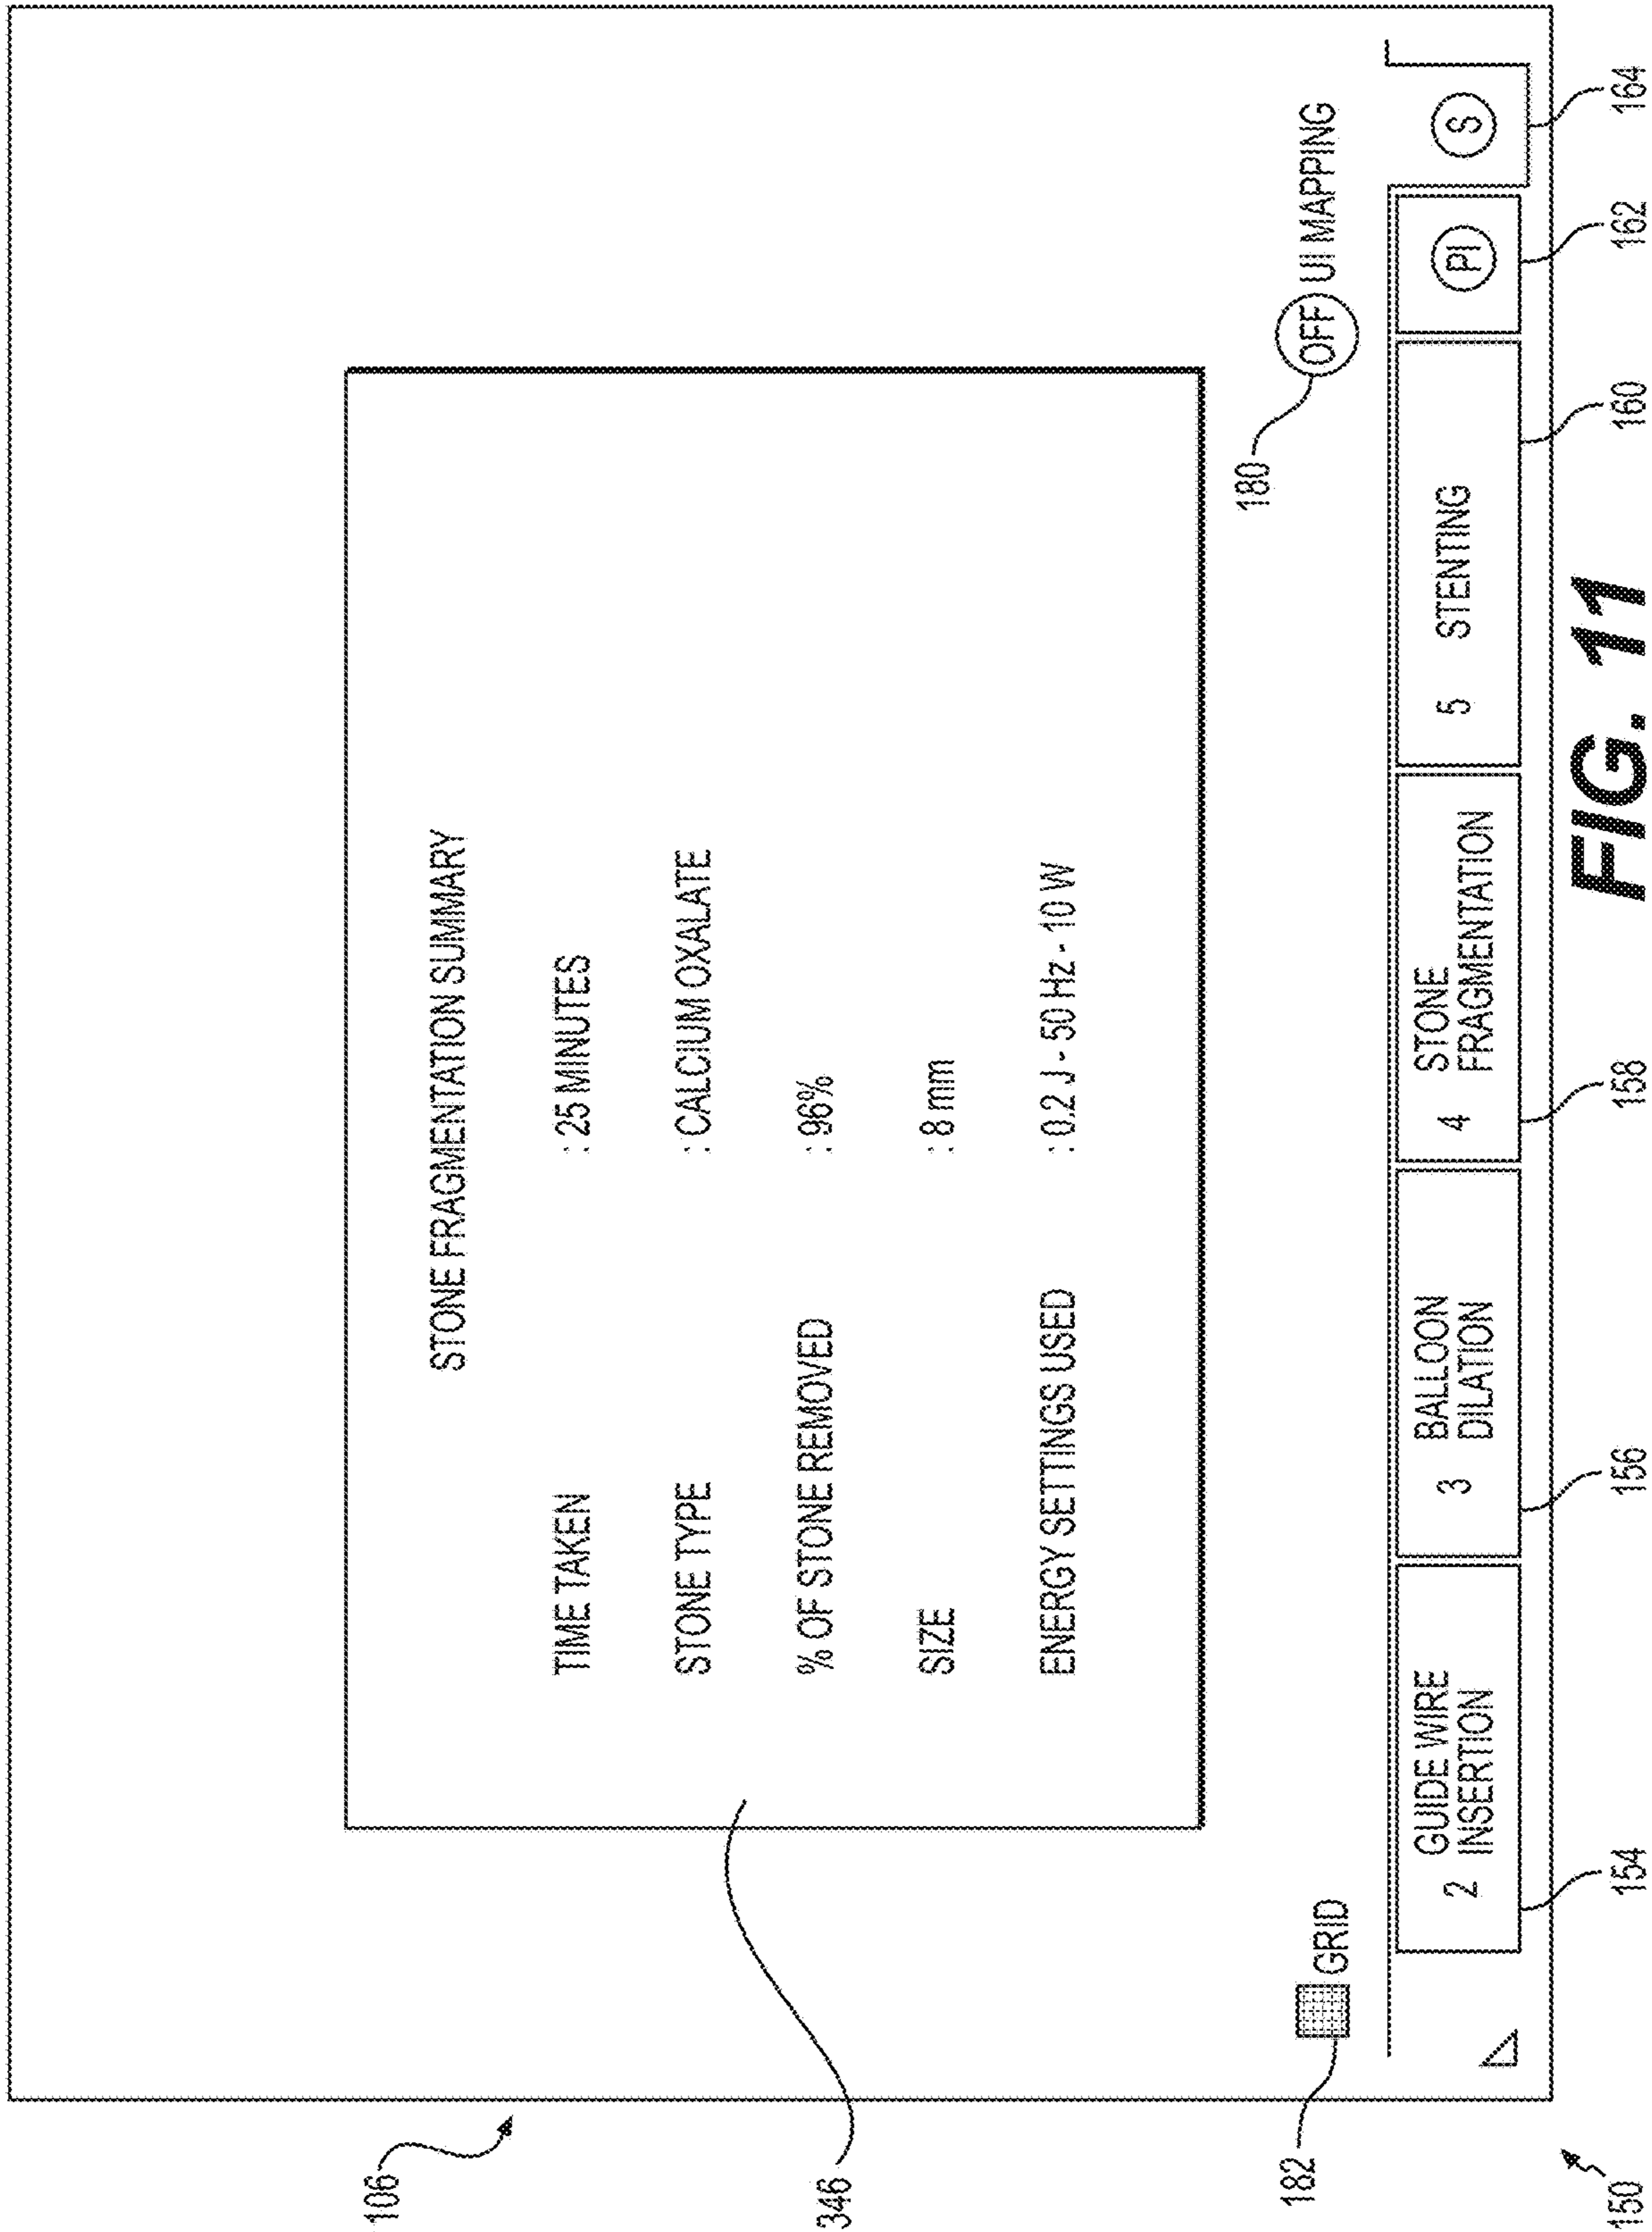 106
346
STONE FRAGMENTATION SUMMARY
TIME TAKEN : 25 MINUTES
STONE TYPE : CALCIUM OXALATE
% OF STONE REMOVED : 96%
SIZE : 8 mm
ENERGY SETTINGS USED : 0.2 J - 50 Hz - 10 W
180
182
GRID
OFF UI MAPPING
2 GUIDE WIRE
INSERTION
3 BALLOON
DILATION
4 STONE
FRAGMENTATION
5 STENTING
PI
S
150
154
156
158
160
162
164
FIG. 11